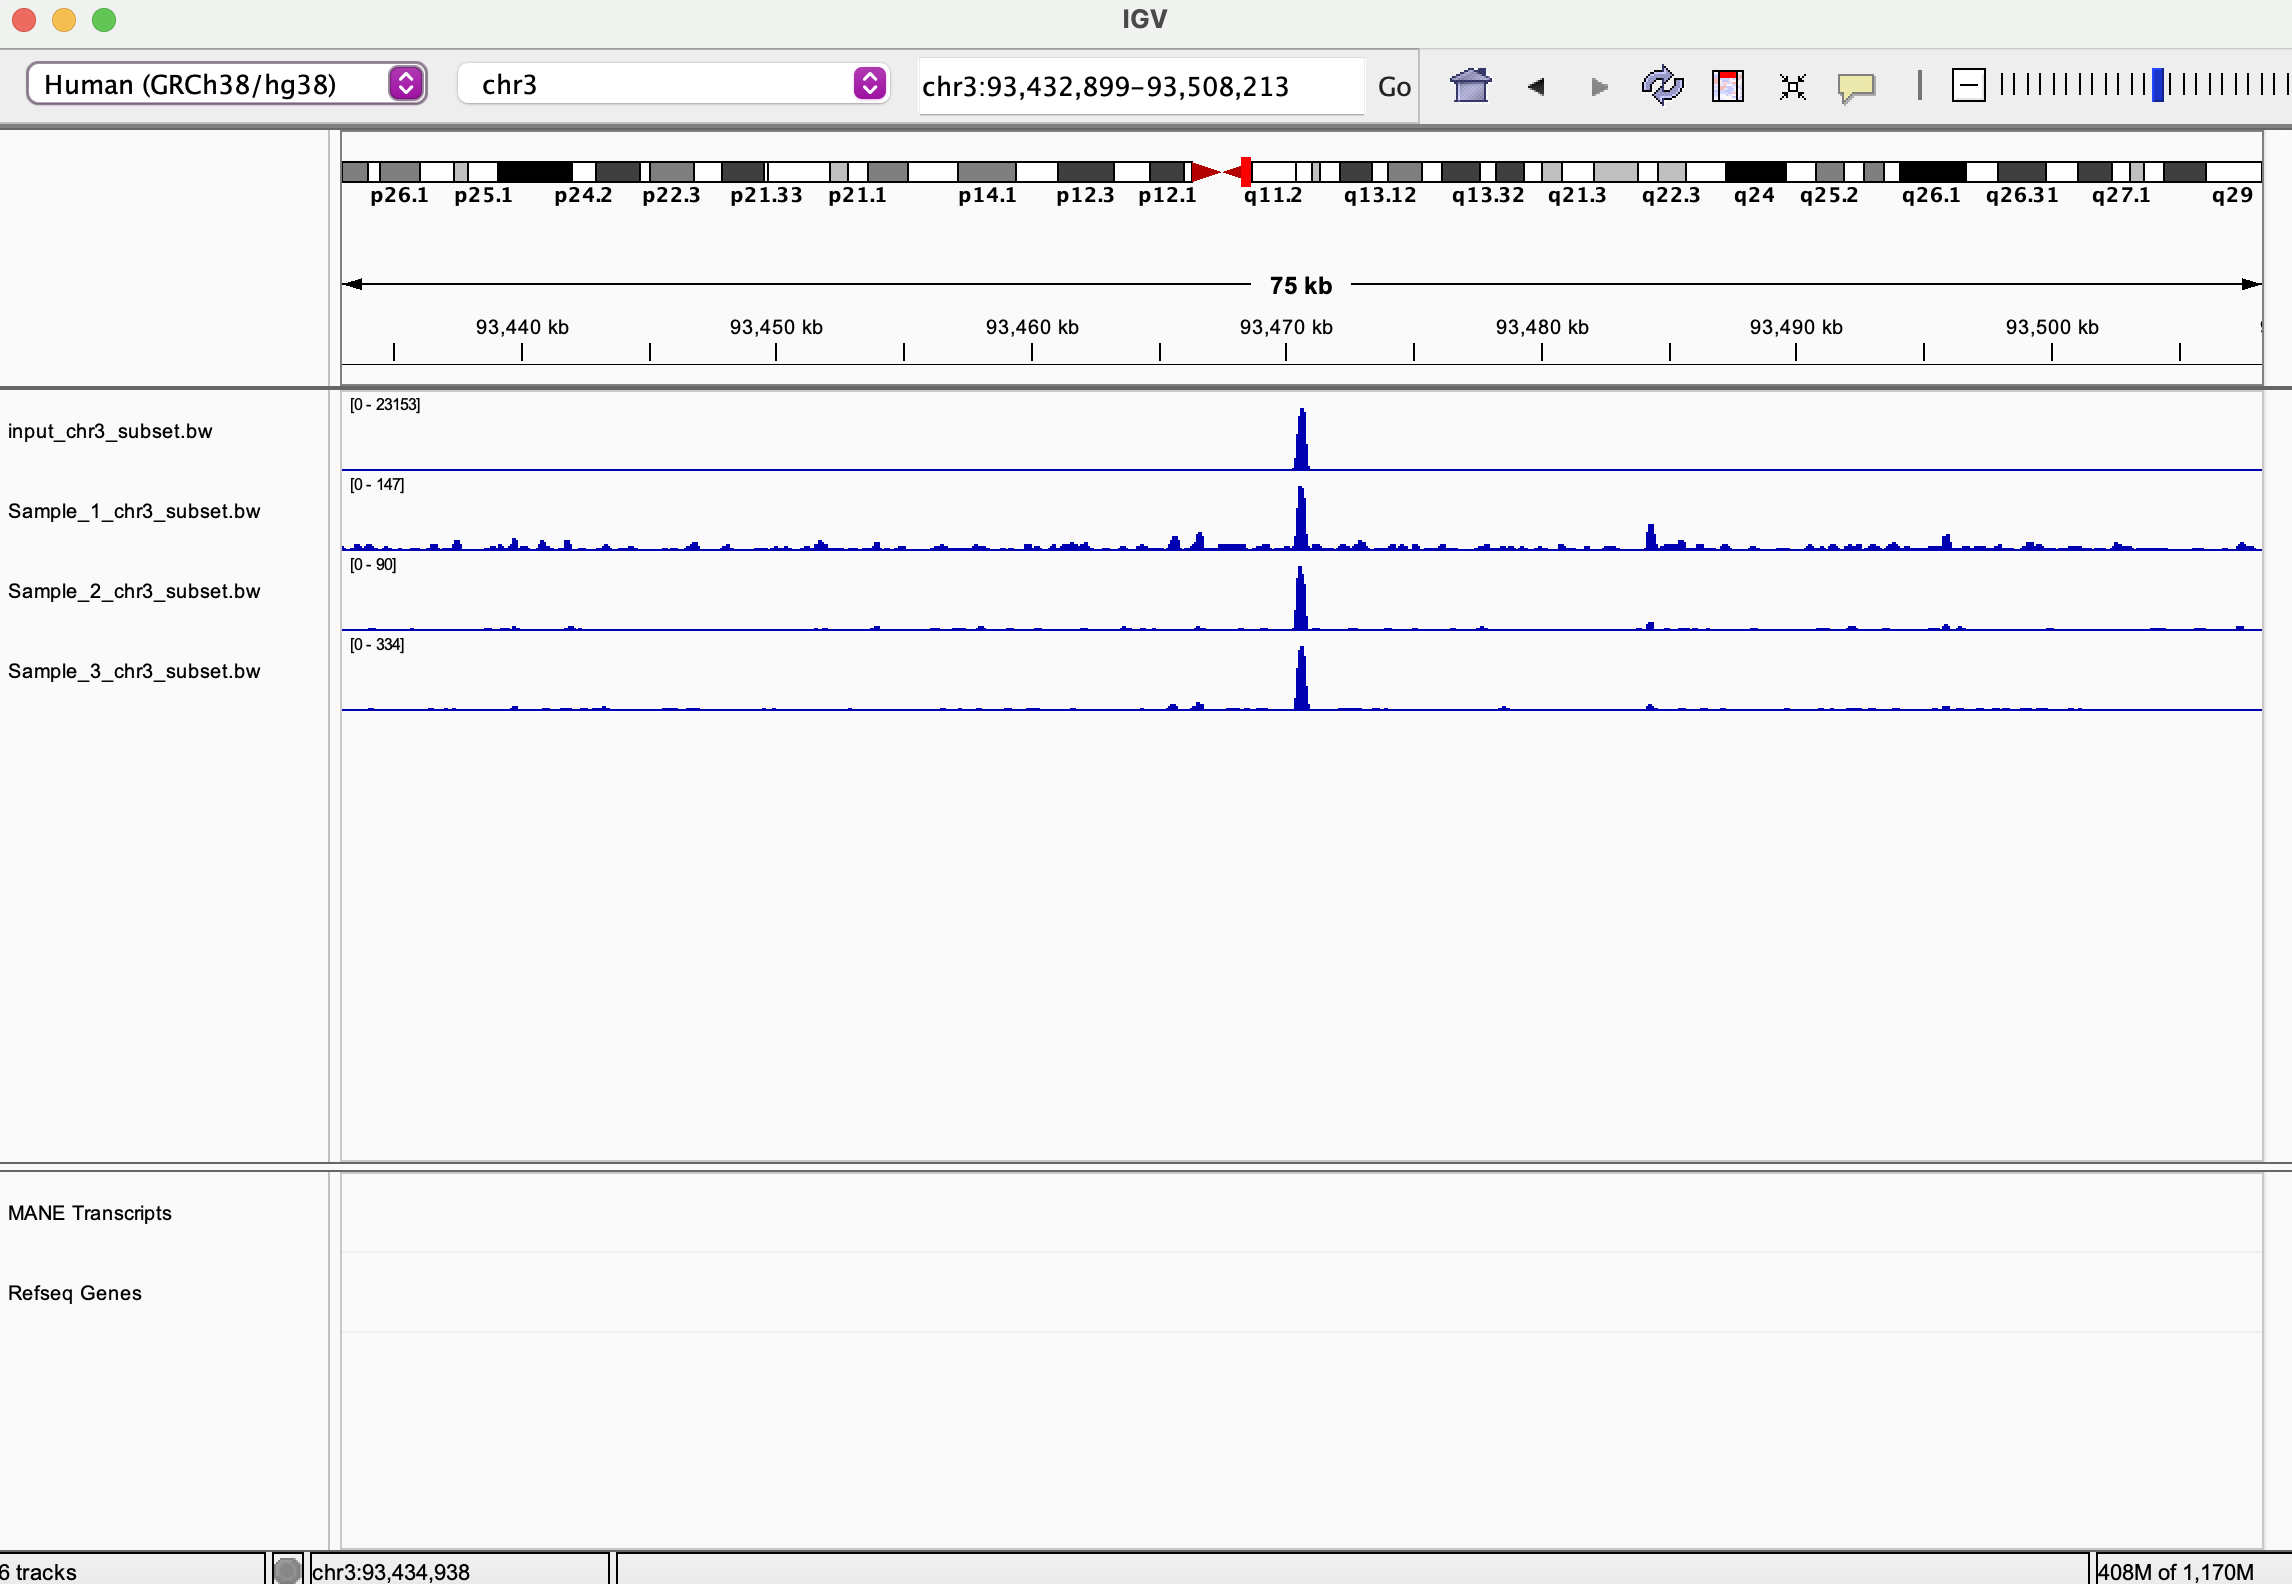 IGV
Human (GRCh38/hg38)
chr3
chr3:93,432,899-93,508,213
Go
p26.1 p25.1 p24.2 p22.3 p21.33 p21.1 p14.1 p12.3 p12.1 q11.2 q13.12 q13.32 q21.3 q22.3 q24 q25.2 q26.1 q26.31 q27.1 q29
75 kb
93,440 kb 93,450 kb 93,460 kb 93,470 kb 93,480 kb 93,490 kb 93,500 kb
[0 - 23153]
input_chr3_subset.bw
[0 - 147]
Sample_1_chr3_subset.bw
[0 - 90]
Sample_2_chr3_subset.bw
[0 - 334]
Sample_3_chr3_subset.bw
MANE Transcripts
Refseq Genes
6 tracks
chr3:93,434,938
408M of 1,170M